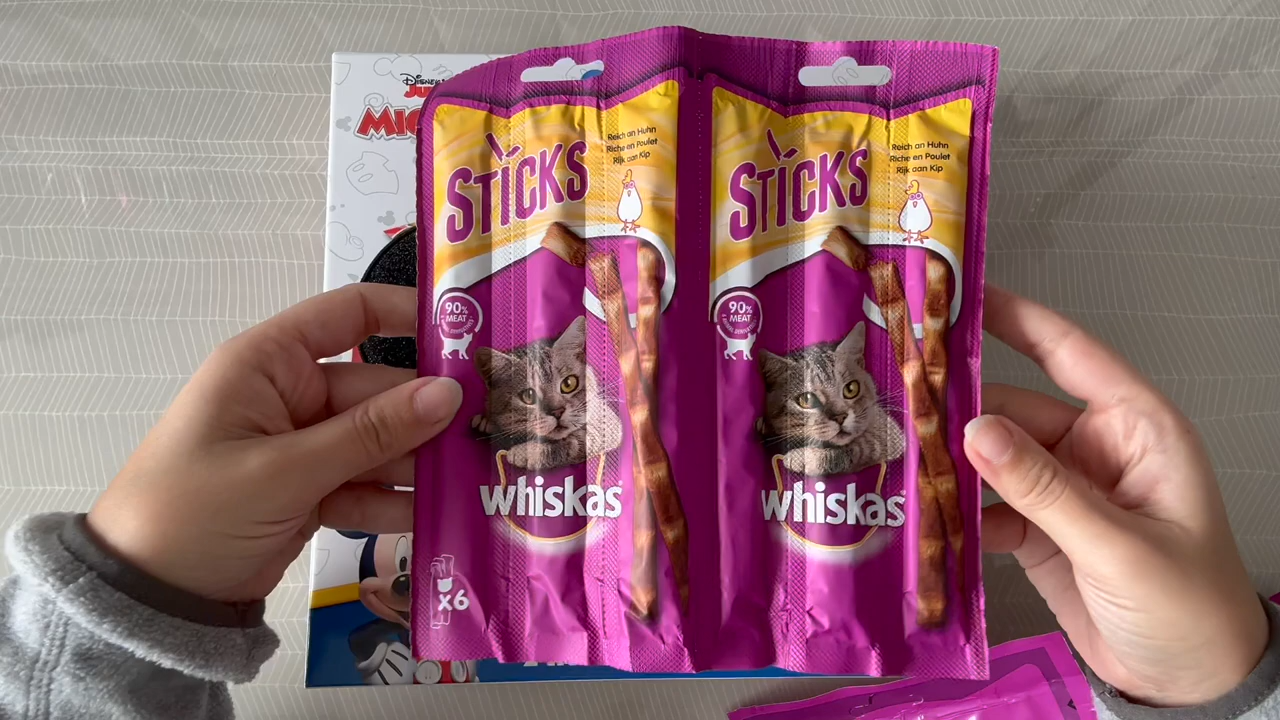 DISNEY
STICKS
Reich an Huhn
Riche en Poulet
Rijk aan Kip
90%
MEAT
whiskas
x6
STICKS
Reich an Huhn
Riche en Poulet
Rijk aan Kip
90%
MEAT
whiskas